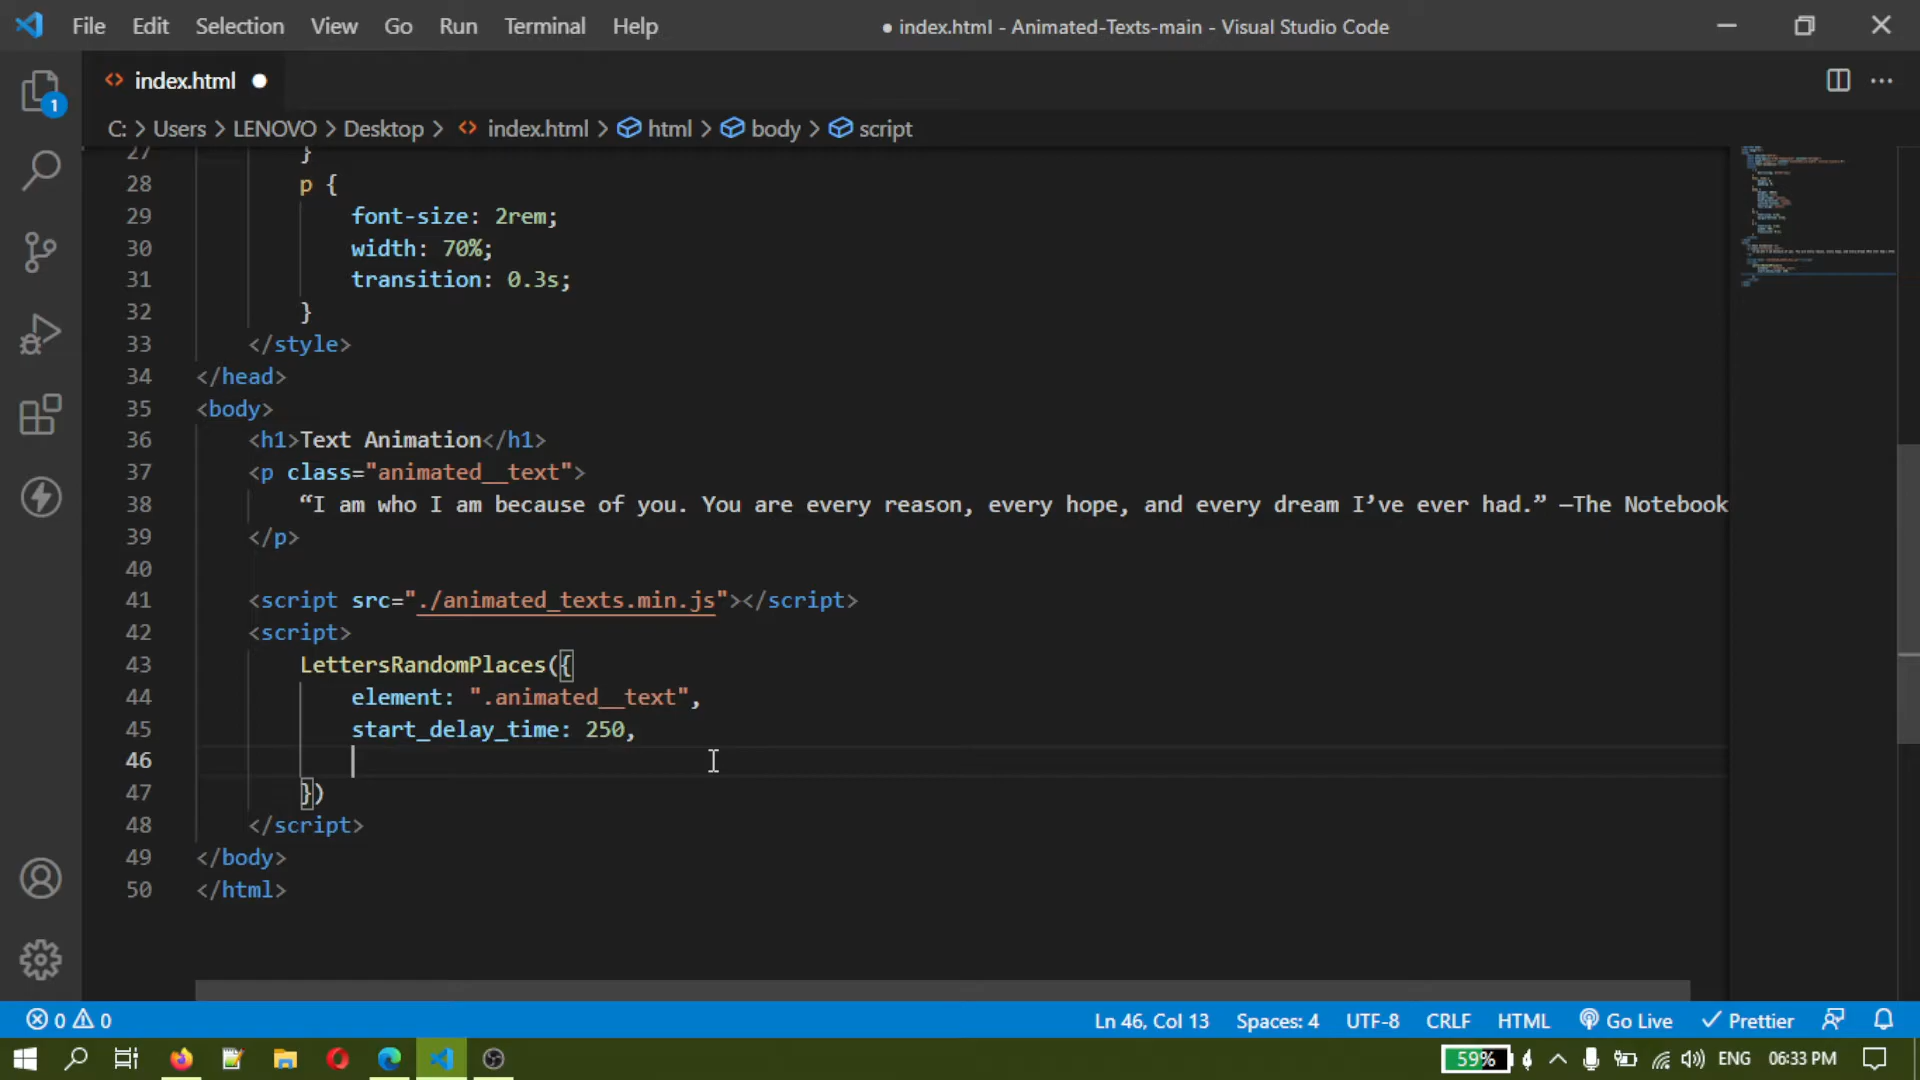 File Edit Selection View Go Run Terminal Help
● index.html - Animated-Texts-main - Visual Studio Code
index.html
1
C: > Users > LENOVO > Desktop > index.html > html > body > script
27 }
28 p {
29 font-size: 2rem;
30 width: 70%;
31 transition: 0.3s;
32 }
33 </style>
34 </head>
35 <body>
36 <h1>Text Animation</h1>
37 <p class="animated__text">
38 “I am who I am because of you. You are every reason, every hope, and every dream I’ve ever had.” —The Notebook
39 </p>
40
41 <script src="./animated_texts.min.js"></script>
42 <script>
43 LettersRandomPlaces({
44 element: ".animated__text",
45 start_delay_time: 250,
46
47 })
48 </script>
49 </body>
50 </html>
0 0 Ln 46, Col 13 Spaces: 4 UTF-8 CRLF HTML Go Live Prettier
59% ENG 06:33 PM